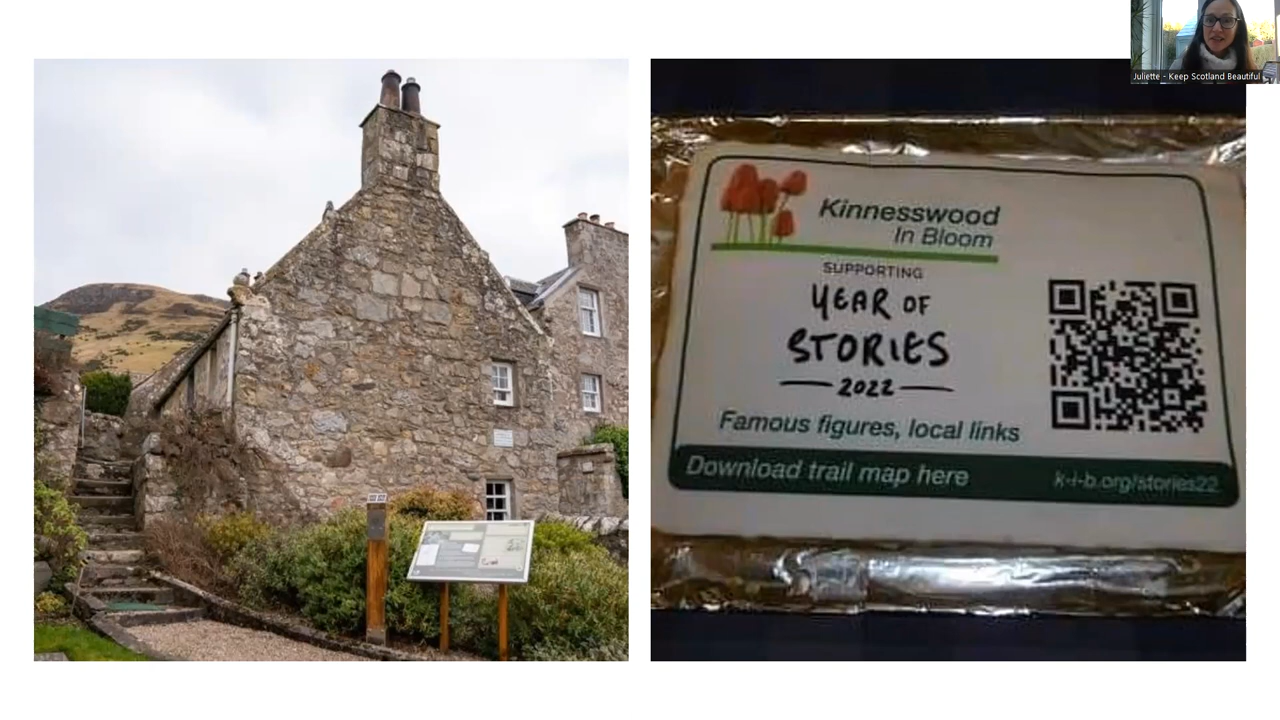 Juliette - Keep Scotland Beautiful
Kinnesswood
In Bloom
SUPPORTING
YEAR OF
STORIES
2022
Famous figures, local links
Download trail map here
k-i-b.org/stories22